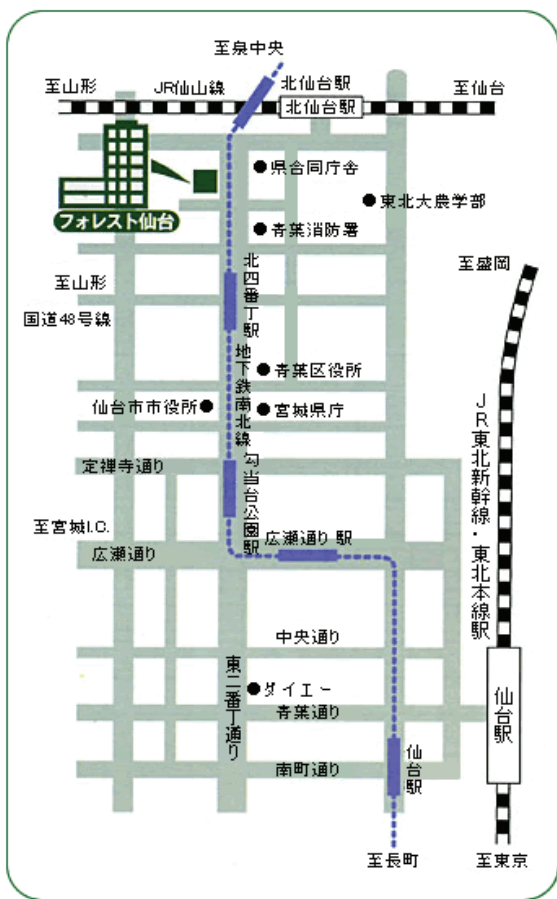 至泉中央
至山形
JR仙山線
北仙台駅
至仙台
北仙台駅
県合同庁舎
東北大農学部
フォレスト仙台
青葉消防署
至盛岡
北四番丁駅
至山形
国道48号線
地下鉄南北線
青葉区役所
仙台市市役所
宮城県庁
JR東北新幹線・東北本線駅
定禅寺通り
勾当台公園駅
至宮城I.C.
広瀬通り
広瀬通り 駅
中央通り
東二番丁通り
ダイエー
青葉通り
仙台駅
南町通り
仙台駅
至長町
至東京